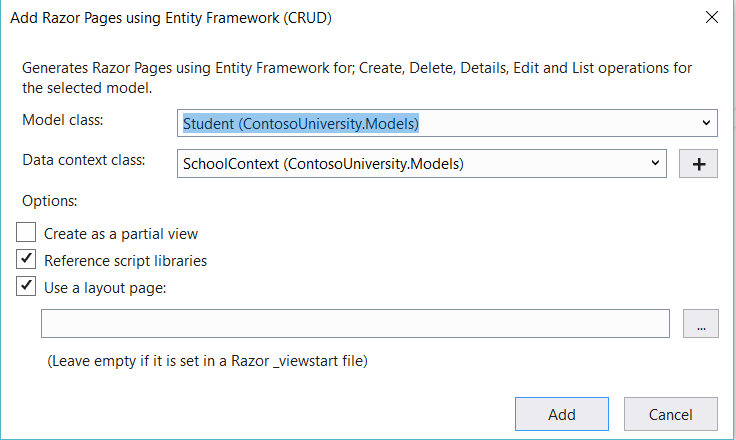 Add Razor Pages using Entity Framework (CRUD)
Generates Razor Pages using Entity Framework for; Create, Delete, Details, Edit and List operations for
the selected model.
Model class:
Student (ContosoUniversity.Models)
Data context class:
SchoolContext (ContosoUniversity.Models)
+
Options:
Create as a partial view
Reference script libraries
Use a layout page:
...
(Leave empty if it is set in a Razor _viewstart file)
Add
Cancel